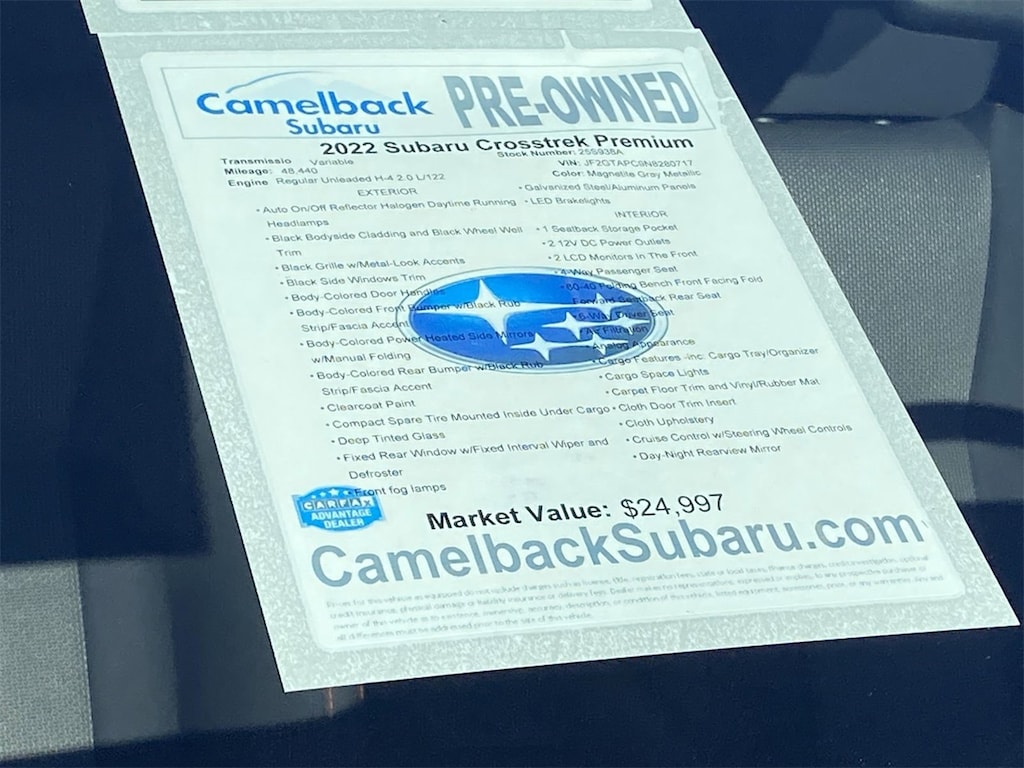 Camelback
Subaru
PRE-OWNED
2022 Subaru Crosstrek Premium
Stock Number: 25S938A
Transmissio Variable
Mileage: 48,440
Engine Regular Unleaded H-4 2.0 L/122
VIN: JF2GTAPC0N8280717
Color: Magnetite Gray Metallic
EXTERIOR
• Auto On/Off Reflector Halogen Daytime Running
Headlamps
• Black Bodyside Cladding and Black Wheel Well
Trim
• Black Grille w/Metal-Look Accents
• Black Side Windows Trim
• Body-Colored Door Handles
• Body-Colored Front Bumper w/Black Rub
Strip/Fascia Accent
• Body-Colored Power Heated Side Mirrors
w/Manual Folding
• Body-Colored Rear Bumper w/Black Rub
Strip/Fascia Accent
• Clearcoat Paint
• Compact Spare Tire Mounted Inside Under Cargo
• Deep Tinted Glass
• Fixed Rear Window w/Fixed Interval Wiper and
Defroster
• Front fog lamps
• Galvanized Steel/Aluminum Panels
• LED Brakelights
INTERIOR
• 1 Seatback Storage Pocket
• 2 12V DC Power Outlets
• 2 LCD Monitors In The Front
• 4-Way Passenger Seat
• 60-40 Folding Bench Front Facing Fold
Forward Seatback Rear Seat
• 6-Way Driver Seat
• Air Filtration
• Analog Appearance
• Cargo Features -inc: Cargo Tray/Organizer
• Cargo Space Lights
• Carpet Floor Trim and Vinyl/Rubber Mat
• Cloth Door Trim Insert
• Cloth Upholstery
• Cruise Control w/Steering Wheel Controls
• Day-Night Rearview Mirror
CARFAX
ADVANTAGE
DEALER
Market Value: $24,997
CamelbackSubaru.com